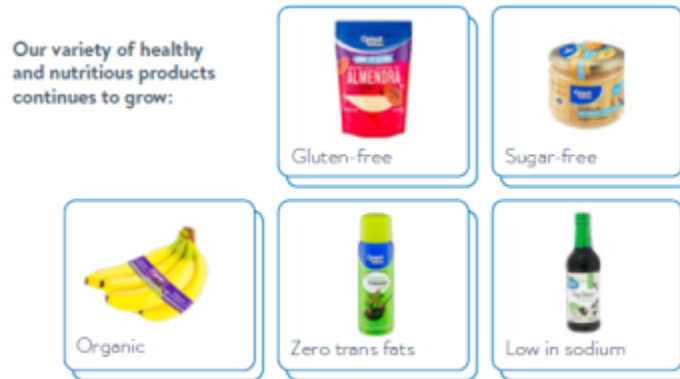 Our variety of healthy
and nutritious products
continues to grow:
ALMENDRA
Gluten-free
Sugar-free
Organic
Zero trans fats
Low in sodium